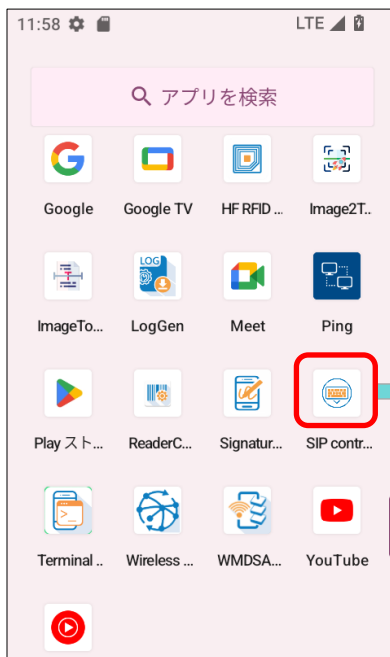 11:58 LTE
アプリを検索
Google Google TV HF RFID ... Image2T...
ImageTo... LOG LogGen Meet Ping
Play スト... ReaderC... Signatur... SIP contr...
Terminal .. Wireless ... WMDSA... YouTube